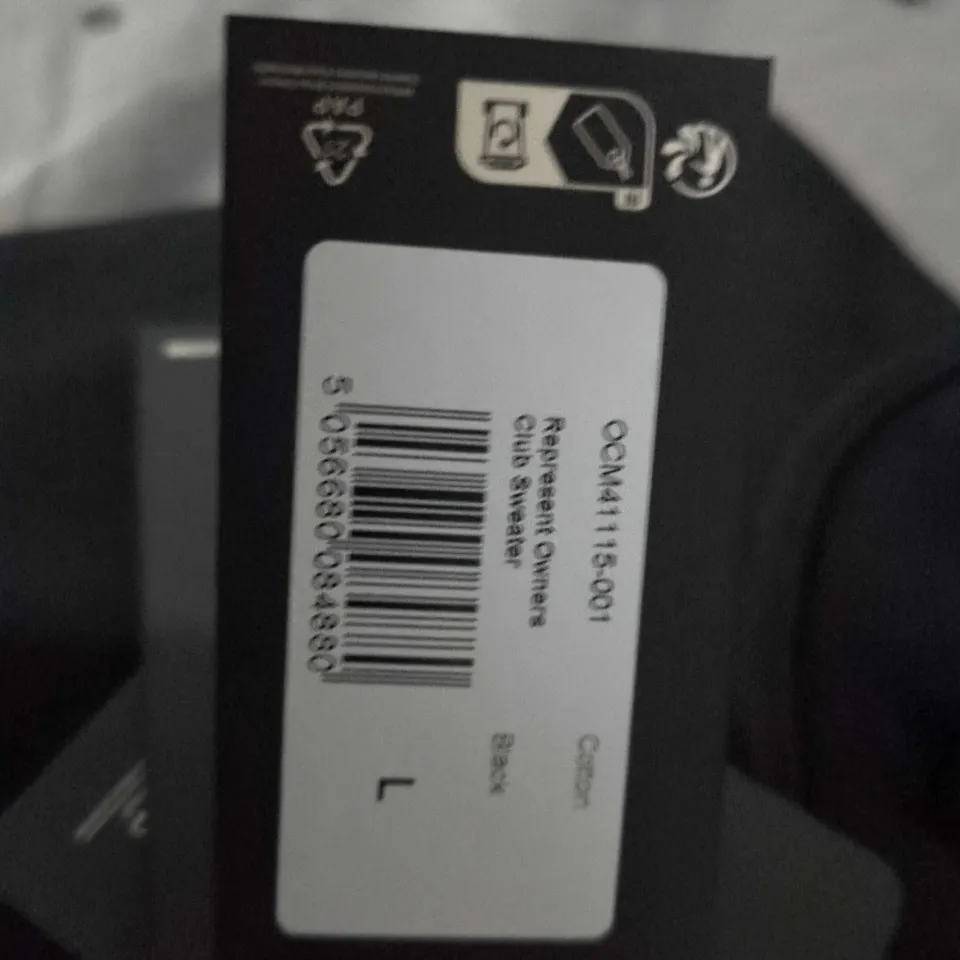 OCM41115-001
Cotton
Represent Owners
Club Sweater
Black
5 056680 084880
L
PAP